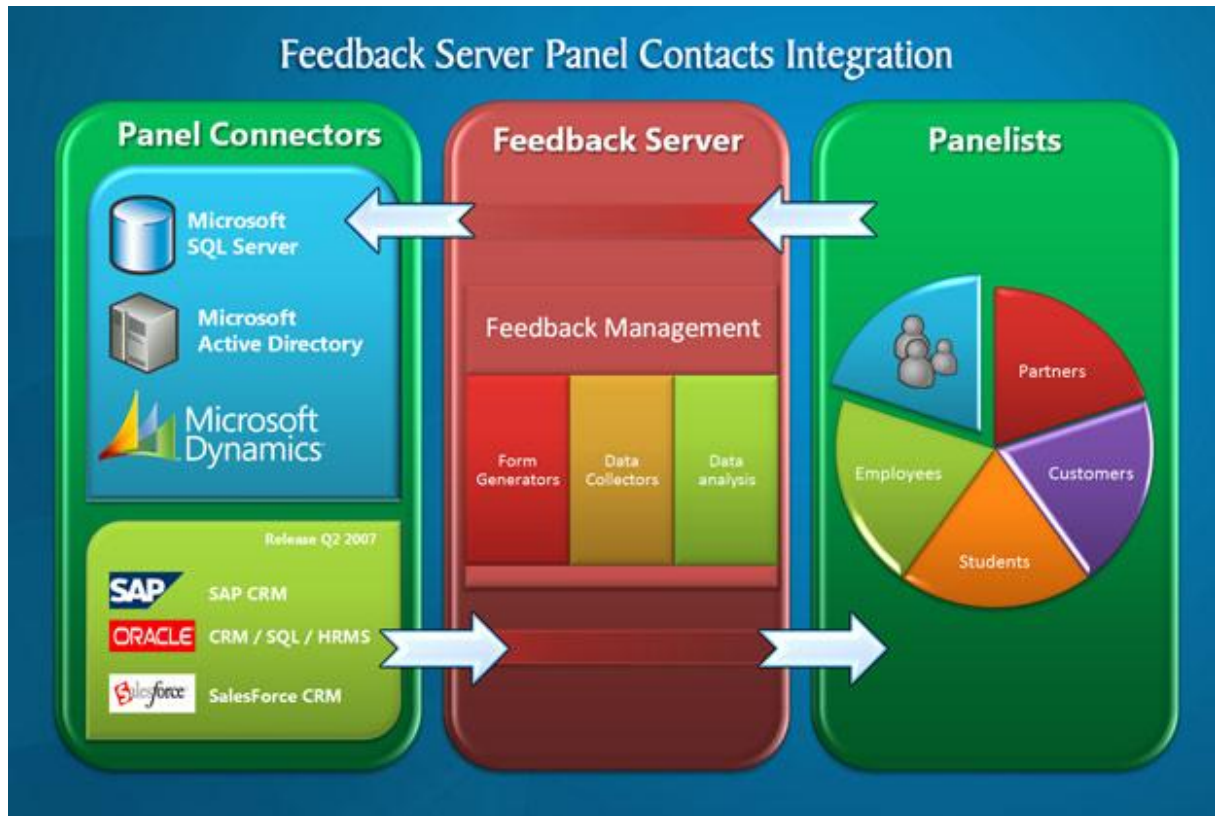 Feedback Server Panel Contacts Integration
Panel Connectors
Microsoft
SQL Server
Microsoft
Active Directory
Microsoft
Dynamics
Release Q2 2007
SAP
SAP CRM
ORACLE
CRM / SQL / HRMS
Salesforce
SalesForce CRM
Feedback Server
Feedback Management
Form
Generators
Data
Collectors
Data
analysis
Panelists
Partners
Customers
Students
Employees